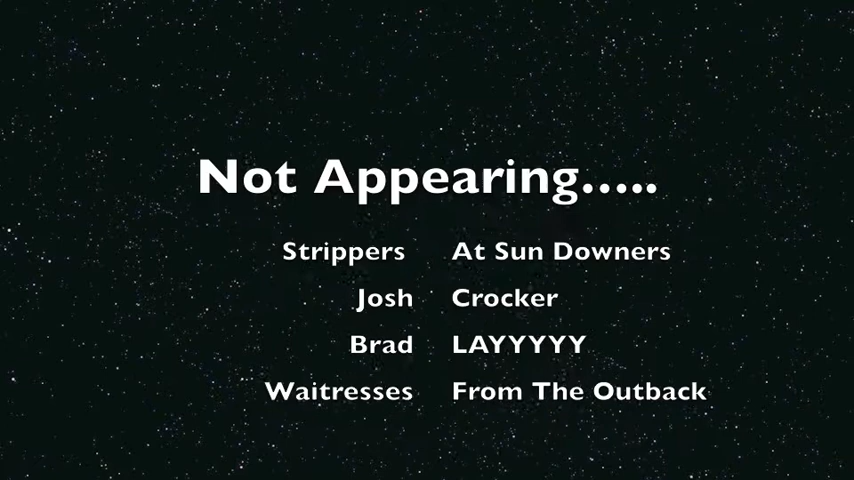 Not Appearing.....
Strippers At Sun Downers
Josh Crocker
Brad LAYYYYY
Waitresses From The Outback